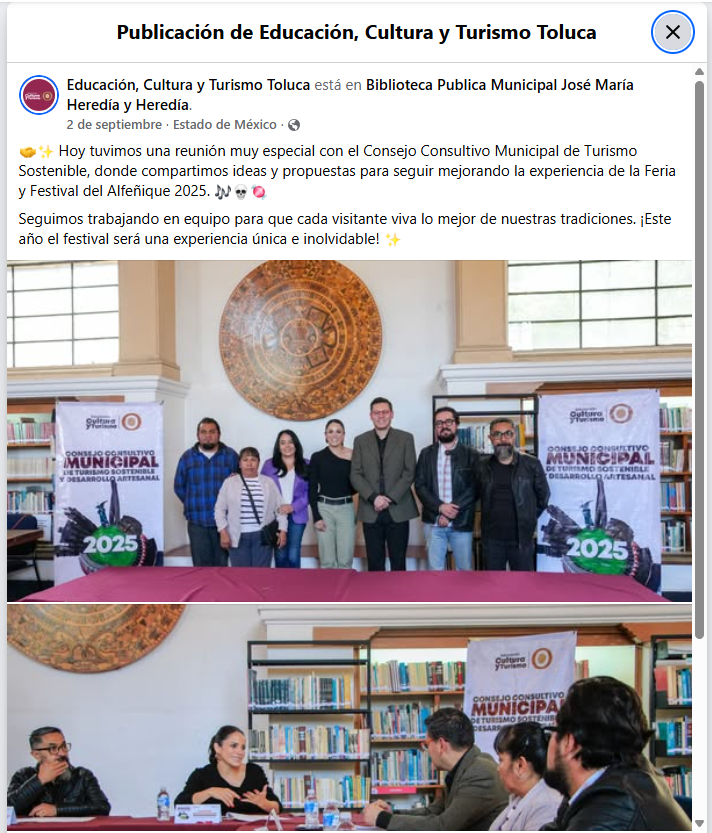 Publicación de Educación, Cultura y Turismo Toluca
Educación, Cultura y Turismo Toluca está en Biblioteca Publica Municipal José María
Heredía y Heredía.
2 de septiembre · Estado de México ·
🤝✨ Hoy tuvimos una reunión muy especial con el Consejo Consultivo Municipal de Turismo
Sostenible, donde compartimos ideas y propuestas para seguir mejorando la experiencia de la Feria
y Festival del Alfeñique 2025. 🎶💀🍬
Seguimos trabajando en equipo para que cada visitante viva lo mejor de nuestras tradiciones. ¡Este
año el festival será una experiencia única e inolvidable! ✨
Cultura
y Turismo
CONSEJO CONSULTIVO
MUNICIPAL
DE TURISMO SOSTENIBLE
Y DESARROLLO ARTESANAL
2025
Cultura
y Turismo
CONSEJO CONSULTIVO
MUNICIPAL
DE TURISMO SOSTENIBLE
Y DESARROLLO ARTESANAL
2025
Cultura
y Turismo
CONSEJO CONSULTIVO
MUNICIPAL
DE TURISMO SOSTENIBLE